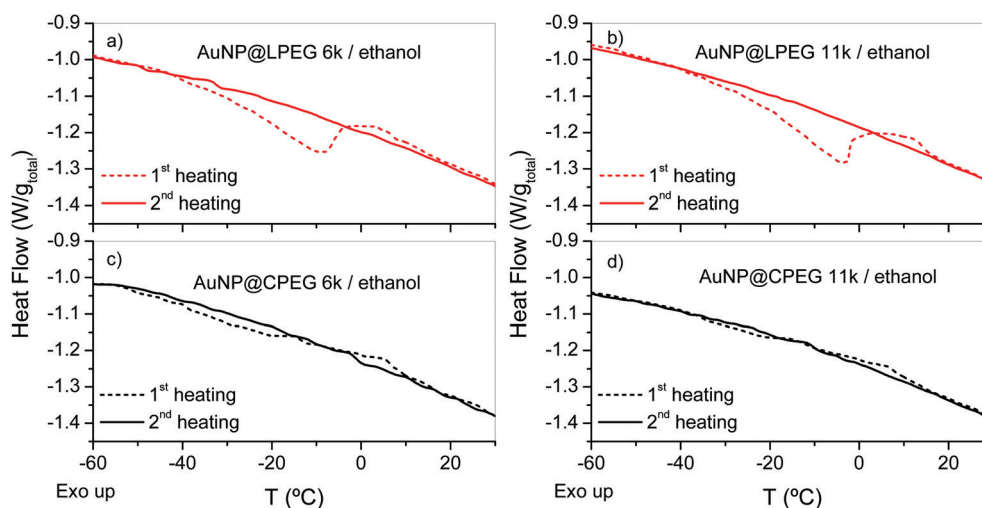 a) AuNP@LPEG 6k / ethanol
-0.9
-1.0
-1.1
-1.2
-1.3
-1.4
1st heating
2nd heating
b) AuNP@LPEG 11k / ethanol
-0.9
-1.0
-1.1
-1.2
-1.3
-1.4
1st heating
2nd heating
Heat Flow (W/gtotal)
Heat Flow (W/gtotal)
c) AuNP@CPEG 6k / ethanol
-0.9
-1.0
-1.1
-1.2
-1.3
-1.4
1st heating
2nd heating
-60 -40 -20 0 20
Exo up T (ºC)
d) AuNP@CPEG 11k / ethanol
-0.9
-1.0
-1.1
-1.2
-1.3
-1.4
1st heating
2nd heating
-60 -40 -20 0 20
Exo up T (ºC)